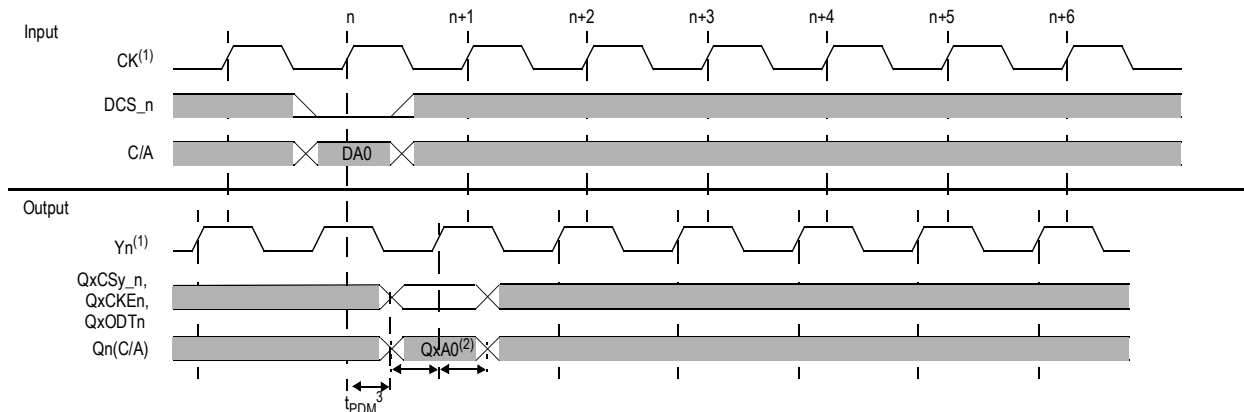 n n+1 n+2 n+3 n+4 n+5 n+6
Input
CK(1)
DCS_n
C/A DA0
Output
Yn(1)
QxCSy_n,
QxCKEn,
QxODTn
Qn(C/A) QxA0(2)
tPDM3